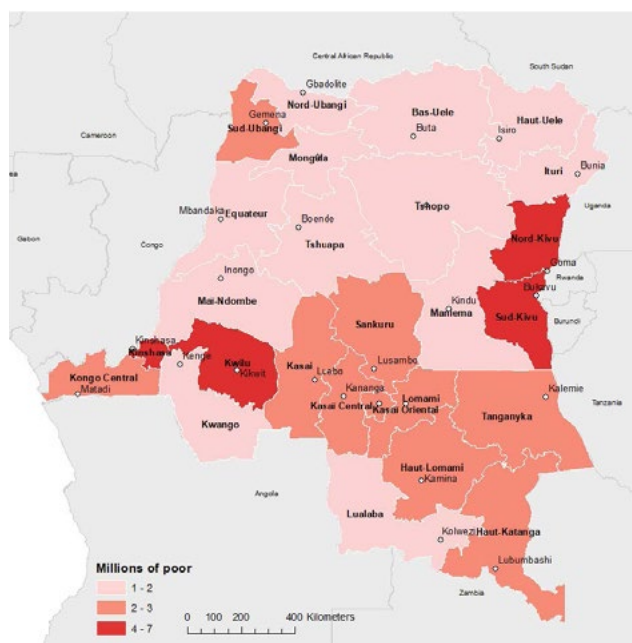 Central African Republic
South Sudan
Gbadolite
Nord-Ubangi
Bas-Uele
Haut-Uele
Gemena
Sud-Ubangi
Buta
Isiro
Cameroon
Mongala
Ituri
Bunia
Tshopo
Uganda
Mbandaka
Equateur
Boende
Nord-Kivu
Gabon
Congo
Tshuapa
Goma
Rwanda
Inongo
Bukavu
Mai-Ndombe
Kindu
Maniema
Sud-Kivu
Burundi
Sankuru
Kinshasa
Kinshasa
Kenge
Kwilu
Kikwit
Kasai
Luebo
Lusambo
Kongo Central
Matadi
Kananga
Lomami
Kasai Central
Kasai Oriental
Kalemie
Tanganyka
Tanzania
Kwango
Haut-Lomami
Kamina
Angola
Lualaba
Kolwezi
Haut-Katanga
Lubumbashi
Zambia
Millions of poor
1 - 2
2 - 3
4 - 7
0 100 200 400 Kilometers